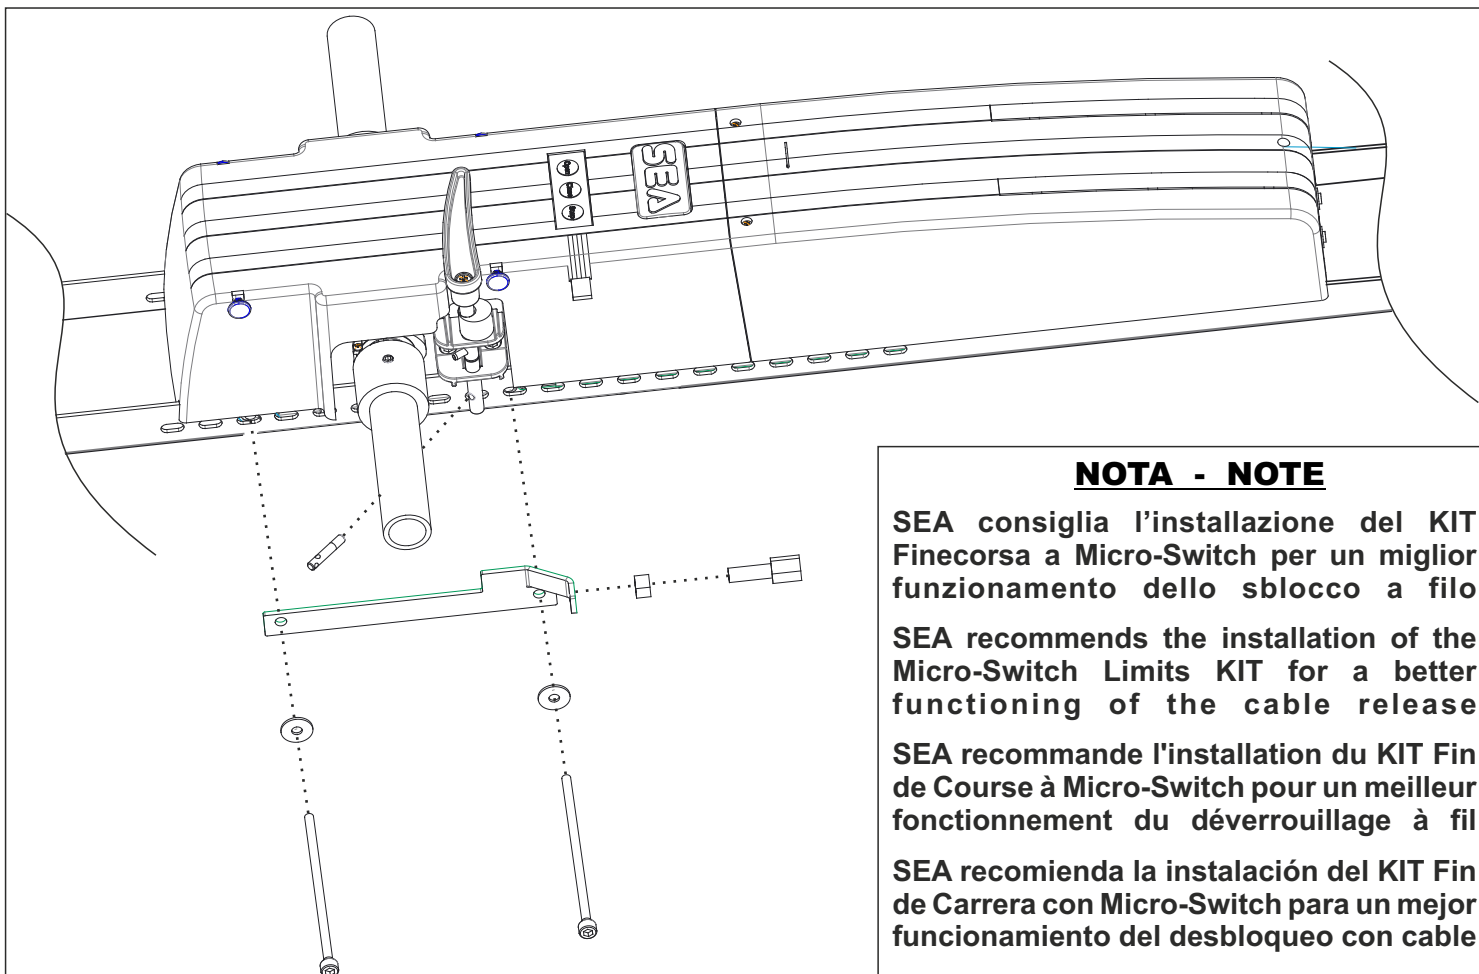 SEA
NOTA - NOTE
SEA consiglia l’installazione del KIT
Finecorsa a Micro-Switch per un miglior
funzionamento dello sblocco a filo
SEA recommends the installation of the
Micro-Switch Limits KIT for a better
functioning of the cable release
SEA recommande l'installation du KIT Fin
de Course à Micro-Switch pour un meilleur
fonctionnement du déverrouillage à fil
SEA recomienda la instalación del KIT Fin
de Carrera con Micro-Switch para un mejor
funcionamiento del desbloqueo con cable